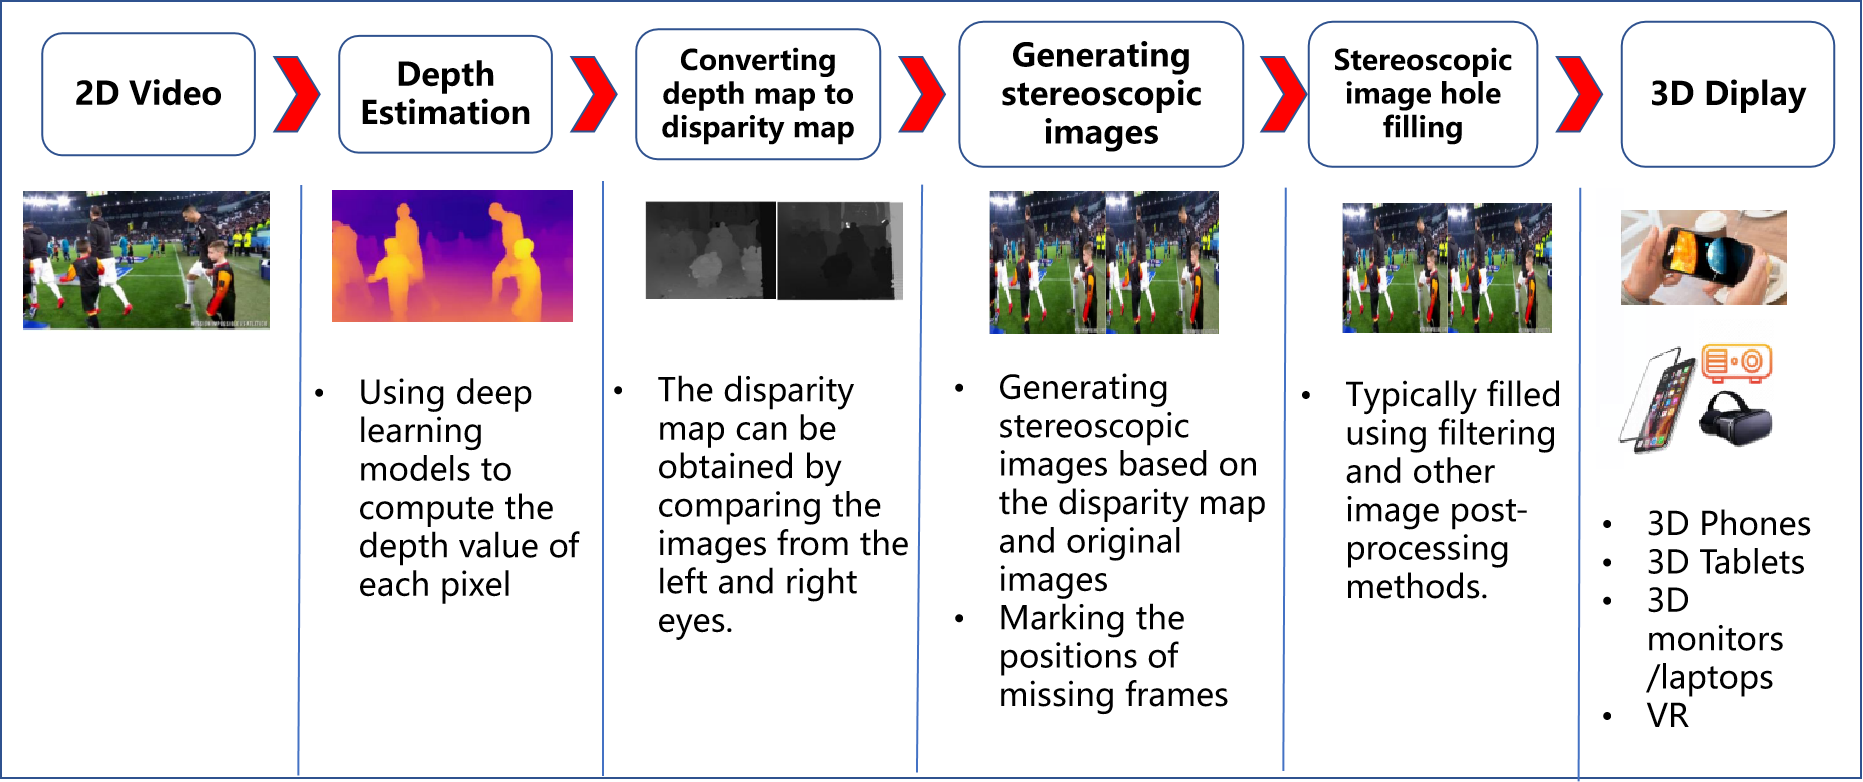 2D Video
Depth
Estimation
Converting
depth map to
disparity map
Generating
stereoscopic
images
Stereoscopic
image hole
filling
3D Diplay
• Using deep
learning
models to
compute the
depth value of
each pixel
• The disparity
map can be
obtained by
comparing the
images from the
left and right
eyes.
• Generating
stereoscopic
images based on
the disparity map
and original
images
• Marking the
positions of
missing frames
• Typically filled
using filtering
and other
image post-
processing
methods.
• 3D Phones
• 3D Tablets
• 3D
monitors
/laptops
• VR